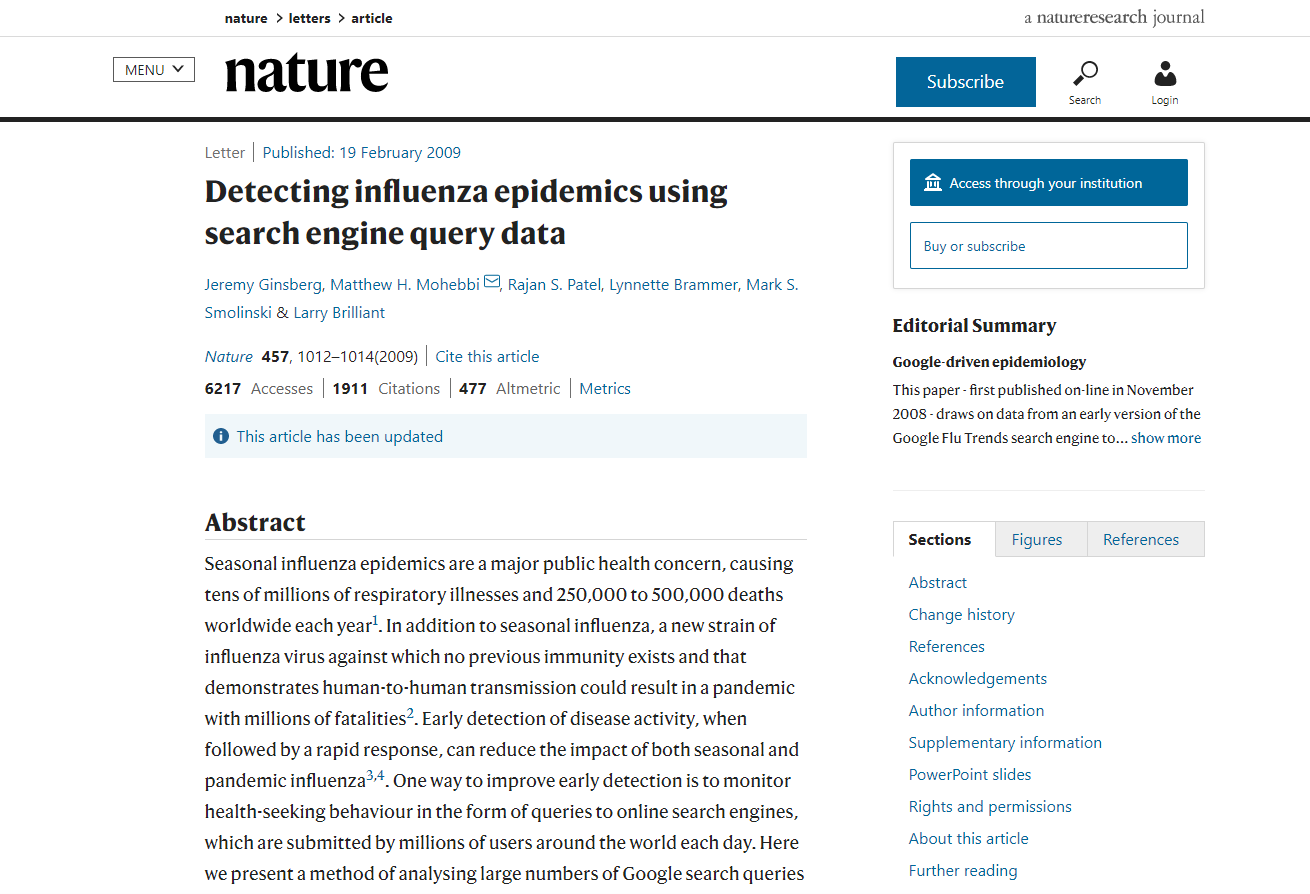 nature > letters > article
a natureresearch journal
MENU
nature
Subscribe
Search
Login
Letter | Published: 19 February 2009
Detecting influenza epidemics using
search engine query data
Jeremy Ginsberg, Matthew H. Mohebbi, Rajan S. Patel, Lynnette Brammer, Mark S.
Smolinski & Larry Brilliant
Nature 457, 1012–1014(2009) | Cite this article
6217 Accesses | 1911 Citations | 477 Altmetric | Metrics
This article has been updated
Abstract
Seasonal influenza epidemics are a major public health concern, causing
tens of millions of respiratory illnesses and 250,000 to 500,000 deaths
worldwide each year1. In addition to seasonal influenza, a new strain of
influenza virus against which no previous immunity exists and that
demonstrates human-to-human transmission could result in a pandemic
with millions of fatalities2. Early detection of disease activity, when
followed by a rapid response, can reduce the impact of both seasonal and
pandemic influenza3,4. One way to improve early detection is to monitor
health-seeking behaviour in the form of queries to online search engines,
which are submitted by millions of users around the world each day. Here
we present a method of analysing large numbers of Google search queries
Access through your institution
Buy or subscribe
Editorial Summary
Google-driven epidemiology
This paper - first published on-line in November
2008 - draws on data from an early version of the
Google Flu Trends search engine to... show more
Sections
Figures
References
Abstract
Change history
References
Acknowledgements
Author information
Supplementary information
PowerPoint slides
Rights and permissions
About this article
Further reading